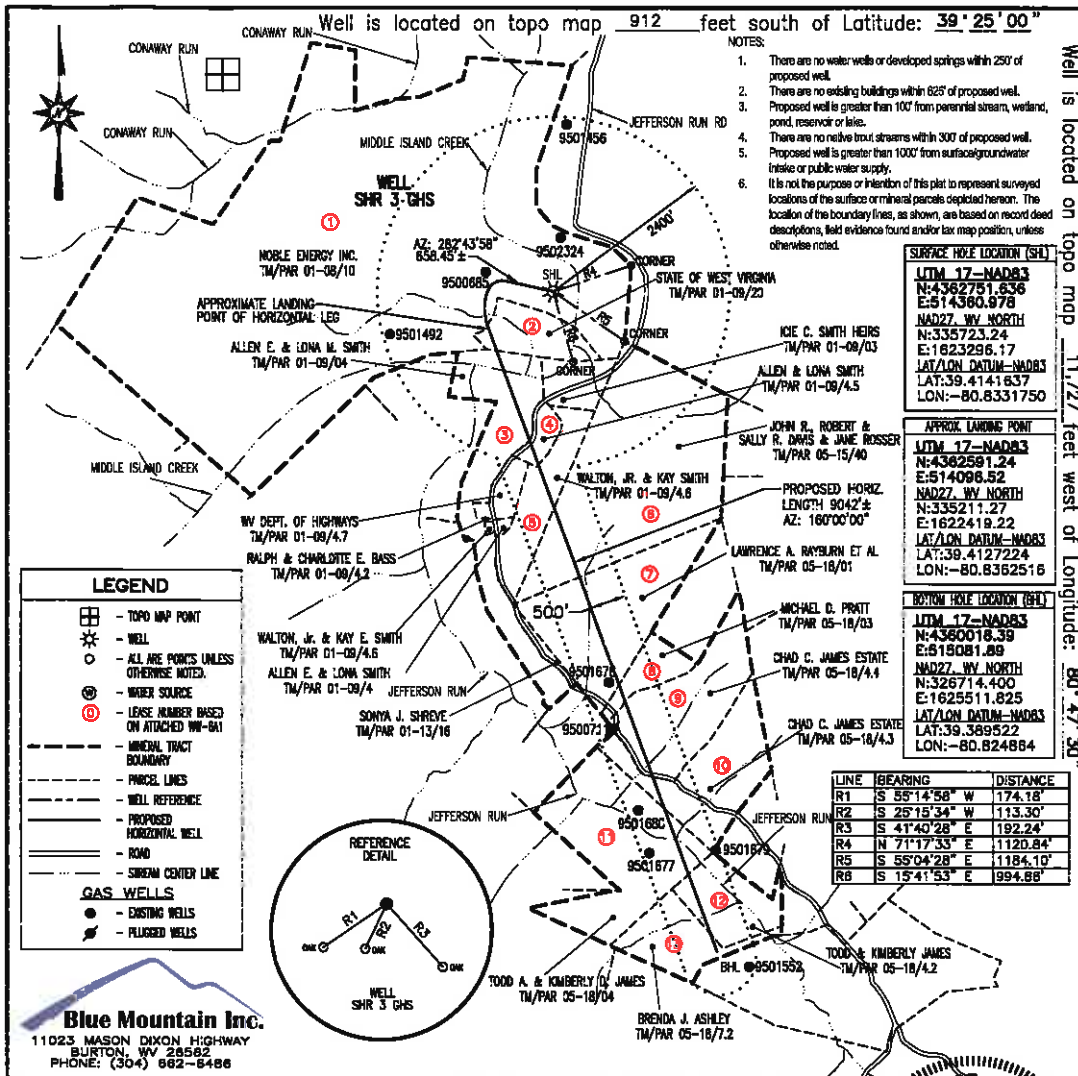 Well is located on topo map 912 feet south of Latitude: 39°25'00"
Well is located on topo map 11,727 feet west of Longitude: 80°47'30"
CONAWAY RUN
CONAWAY RUN
CONAWAY RUN
MIDDLE ISLAND CREEK
JEFFERSON RUN RD
NOTES:
1. There are no water wells or developed springs within 250' of
proposed well.
2. There are no existing buildings within 625' of proposed well.
3. Proposed well is greater than 100' from perennial stream, wetland,
pond, reservoir or lake.
4. There are no native trout streams within 300' of proposed well.
5. Proposed well is greater than 1000' from surface/groundwater
intake or public water supply.
6. It is not the purpose or intention of this plat to represent surveyed
locations of the surface or mineral parcels depicted hereon. The
location of the boundary lines, as shown, are based on record deed
descriptions, field evidence found and/or tax map position, unless
otherwise noted.
WELL
SHR 3 GHS
1
NOBLE ENERGY INC.
TM/PAR 01-08/10
AZ: 282°43'58"
658.45'±
9501456
9502324
9500685
9501492
2400'
SHL
R4
R5
CORNER
CORNER
CORNER
STATE OF WEST VIRGINIA
TM/PAR 01-09/20
APPROXIMATE LANDING
POINT OF HORIZONTAL LEG
2
ALLEN E. & LONA M. SMITH
TM/PAR 01-09/04
ICIE C. SMITH HEIRS
TM/PAR 01-09/03
ALLEN & LONA SMITH
TM/PAR 01-09/4.5
JOHN R., ROBERT &
SALLY R. DAVIS & JANE ROSSER
TM/PAR 05-15/40
3
4
MIDDLE ISLAND CREEK
WALTON, JR. & KAY SMITH
TM/PAR 01-09/4.6
PROPOSED HORIZ.
LENGTH 9042'±
AZ: 160°00'00"
WV DEPT. OF HIGHWAYS
TM/PAR 01-09/4.7
5
6
RALPH & CHARLOTTE E. BASS
TM/PAR 01-09/4.2
LAWRENCE A. RAYBURN ET AL
TM/PAR 05-18/01
7
500'
MICHAEL D. PRATT
TM/PAR 05-18/03
WALTON, Jr. & KAY E. SMITH
TM/PAR 01-09/4.6
ALLEN E. & LONA SMITH
TM/PAR 01-09/4
JEFFERSON RUN
8
9
CHAD C. JAMES ESTATE
TM/PAR 05-18/4.4
SONYA J. SHREVE
TM/PAR 01-13/16
CHAD C. JAMES ESTATE
TM/PAR 05-18/4.3
10
JEFFERSON RUN
JEFFERSON RUN
11
9501677
9501679
12
13
TODD A. & KIMBERLY D. JAMES
TM/PAR 05-18/04
BHL
9501552
TODD & KIMBERLY JAMES
TM/PAR 05-18/4.2
BRENDA J. ASHLEY
TM/PAR 05-18/7.2
SURFACE HOLE LOCATION (SHL)
UTM 17-NAD83
N:4362751.636
E:514360.978
NAD27, WV NORTH
N:335723.24
E:1623296.17
LAT/LON DATUM-NAD83
LAT:39.4141637
LON:-80.8331750
APPROX. LANDING POINT
UTM 17-NAD83
N:4362591.24
E:514096.52
NAD27, WV NORTH
N:335211.27
E:1622419.22
LAT/LON DATUM-NAD83
LAT:39.4127224
LON:-80.8362516
BOTTOM HOLE LOCATION (BHL)
UTM 17-NAD83
N:4360018.39
E:515081.89
NAD27, WV NORTH
N:326714.400
E:1625511.825
LAT/LON DATUM-NAD83
LAT:39.389522
LON:-80.824864
LINE BEARING DISTANCE
R1 S 55°14'58" W 174.18'
R2 S 25°15'34" W 113.30'
R3 S 41°40'28" E 192.24'
R4 N 71°17'33" E 1120.84'
R5 S 55°04'28" E 1184.10'
R6 S 15°41'53" E 994.88'
LEGEND
- TOPO MAP POINT
- WELL
- ALL ARE POINTS UNLESS
OTHERWISE NOTED.
- WATER SOURCE
- LEASE NUMBER BASED
ON ATTACHED WW-6A1
- MINERAL TRACT
BOUNDARY
- PARCEL LINES
- WELL REFERENCE
- PROPOSED
HORIZONTAL WELL
- ROAD
- STREAM CENTER LINE
GAS WELLS
- EXISTING WELLS
- PLUGGED WELLS
REFERENCE
DETAIL
R1
R2
R3
OAK
OAK
OAK
WELL
SHR 3 GHS
Blue Mountain Inc.
11023 MASON DIXON HIGHWAY
BURTON, WV 26562
PHONE: (304) 662-6486